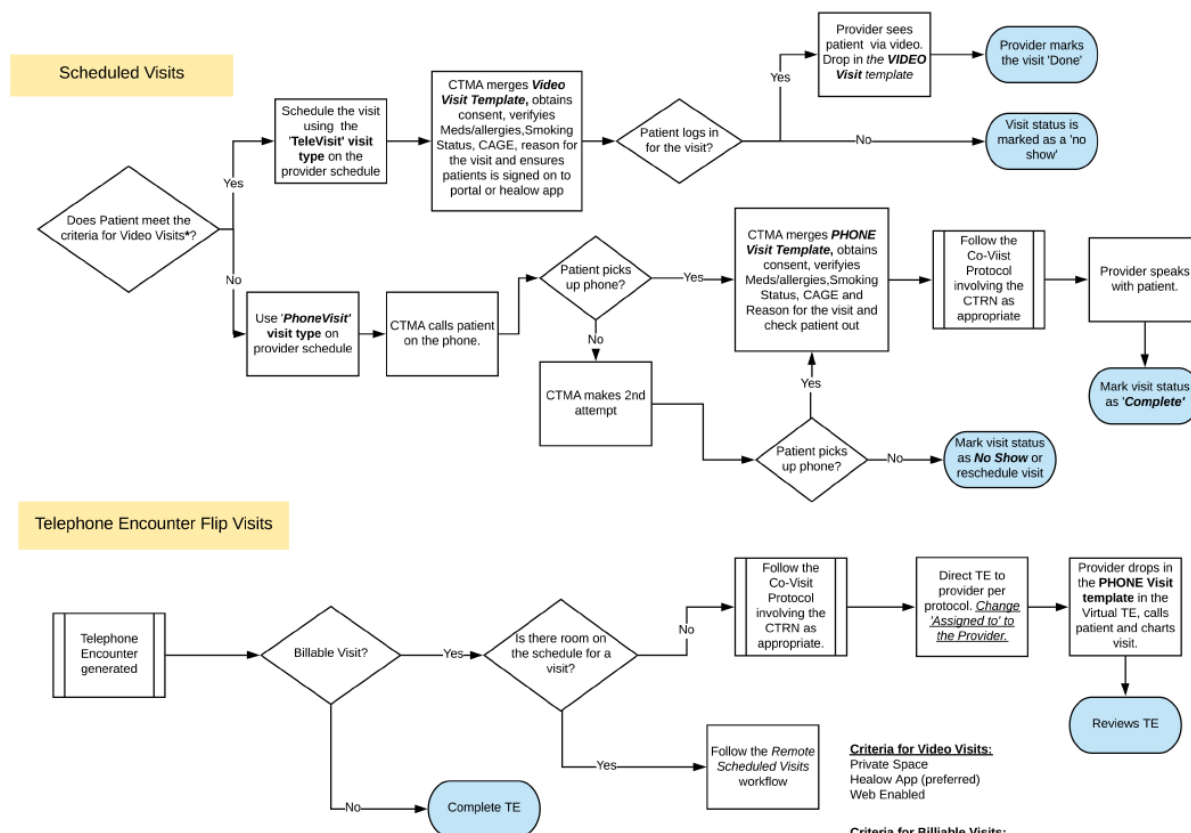 Scheduled Visits
Does Patient meet the
criteria for Video Visits*?
Yes
Schedule the visit
using the
'TeleVisit' visit
type on the
provider schedule
CTMA merges Video
Visit Template, obtains
consent, verifyies
Meds/allergies,Smoking
Status, CAGE, reason for
the visit and ensures
patients is signed on to
portal or healow app
Patient logs in
for the visit?
Yes
Provider sees
patient via video.
Drop in the VIDEO
Visit template
Provider marks
the visit 'Done'
No
Visit status is
marked as a 'no
show'
No
Use 'PhoneVisit'
visit type on
provider schedule
CTMA calls patient
on the phone.
Patient picks
up phone?
Yes
CTMA merges PHONE
Visit Template, obtains
consent, verifyies
Meds/allergies,Smoking
Status, CAGE and
Reason for the visit and
check patient out
Follow the
Co-Viist
Protocol
involving the
CTRN as
appropriate
Provider speaks
with patient.
Mark visit status
as 'Complete'
No
CTMA makes 2nd
attempt
Yes
Patient picks
up phone?
No
Mark visit status
as No Show or
reschedule visit
Telephone Encounter Flip Visits
Telephone
Encounter
generated
Billable Visit?
Yes
Is there room on
the schedule for a
visit?
No
Follow the
Co-Visit
Protocol
involving the
CTRN as
appropriate.
Direct TE to
provider per
protocol. Change
'Assigned to' to
the Provider.
Provider drops in
the PHONE Visit
template in the
Virtual TE, calls
patient and charts
visit.
Reviews TE
Yes
Follow the Remote
Scheduled Visits
workflow
No
Complete TE
Criteria for Video Visits:
Private Space
Healow App (preferred)
Web Enabled
Criteria for Billiable Visits: